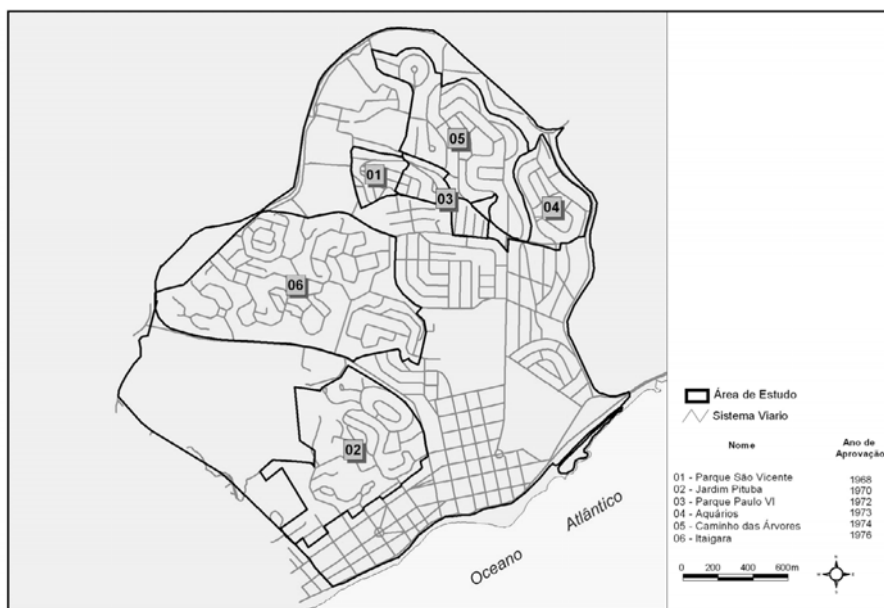 05
01
03
04
06
02
Oceano Atlântico
Área de Estudo
Sistema Viario
Nome Ano de Aprovação
01 - Parque São Vicente 1968
02 - Jardim Pituba 1970
03 - Parque Paulo VI 1972
04 - Aquários 1973
05 - Caminho das Árvores 1974
06 - Itaigara 1976
0 200 400 600m